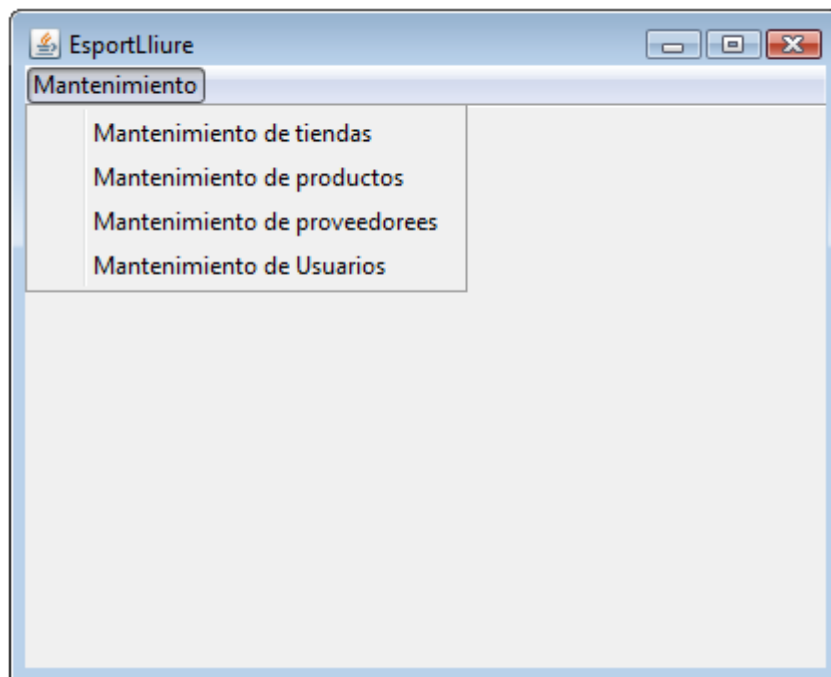 EsportLliure
Mantenimiento
Mantenimiento de tiendas
Mantenimiento de productos
Mantenimiento de proveedorees
Mantenimiento de Usuarios